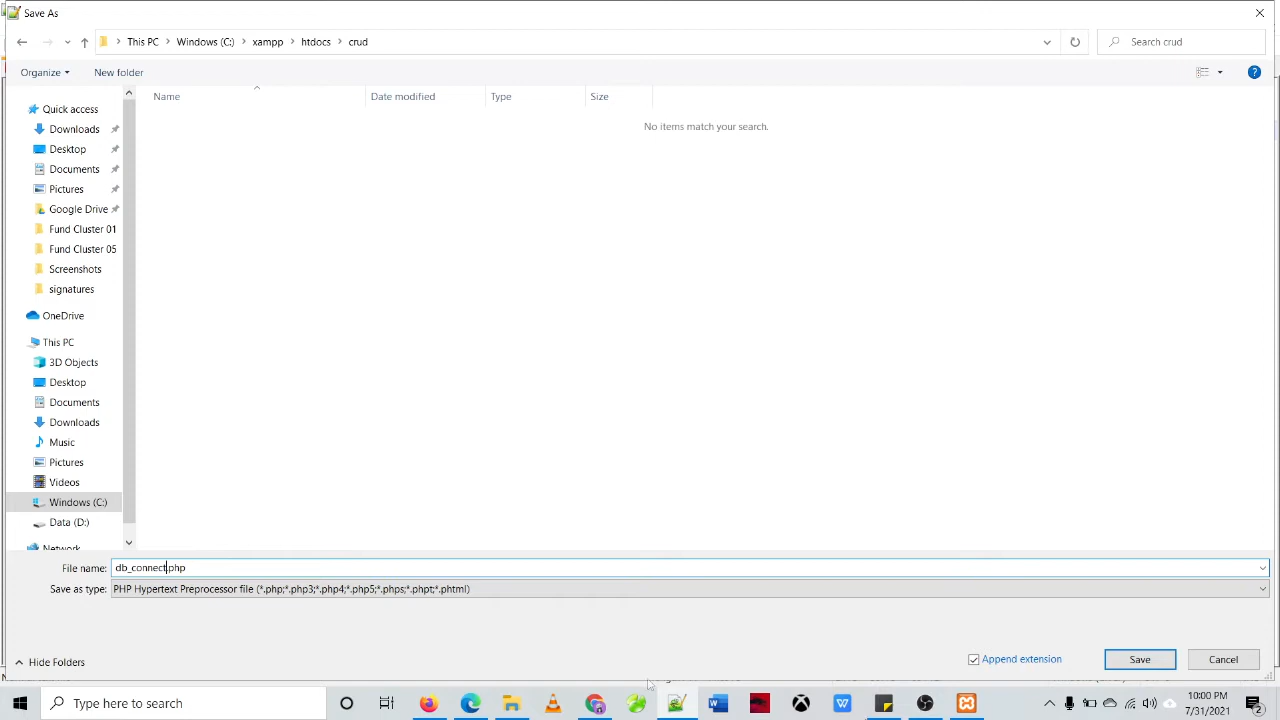 Save As
This PC > Windows (C:) > xampp > htdocs > crud
Search crud
Organize
New folder
?
Name
Date modified
Type
Size
No items match your search.
Quick access
Downloads
Desktop
Documents
Pictures
Google Drive
Fund Cluster 01
Fund Cluster 05
Screenshots
signatures
OneDrive
This PC
3D Objects
Desktop
Documents
Downloads
Music
Pictures
Videos
Windows (C:)
Data (D:)
Network
File name: db_connect.php
Save as type: PHP Hypertext Preprocessor file (*.php;*.php3;*.php4;*.php5;*.phps;*.phpt;*.phtml)
Hide Folders
Append extension
Save
Cancel
Type here to search
10:00 PM
7/31/2021
2